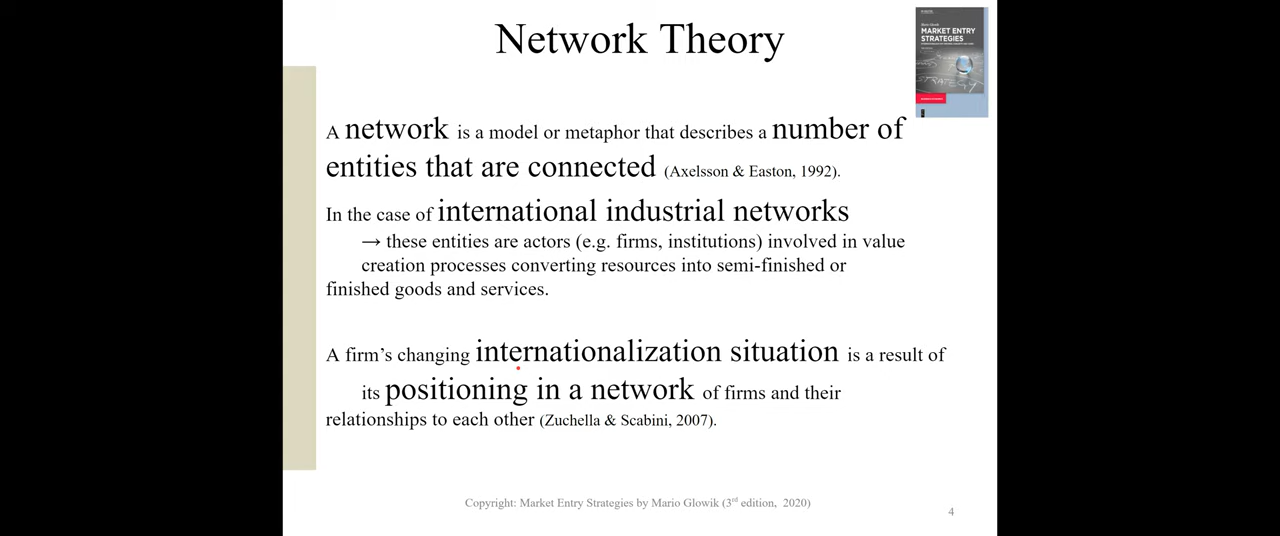 Network Theory
MARKET ENTRY
STRATEGIES
A network is a model or metaphor that describes a number of
entities that are connected (Axelsson & Easton, 1992).
In the case of international industrial networks
→ these entities are actors (e.g. firms, institutions) involved in value
creation processes converting resources into semi-finished or
finished goods and services.
A firm’s changing internationalization situation is a result of
its positioning in a network of firms and their
relationships to each other (Zuchella & Scabini, 2007).
Copyright: Market Entry Strategies by Mario Glowik (3rd edition, 2020)
4